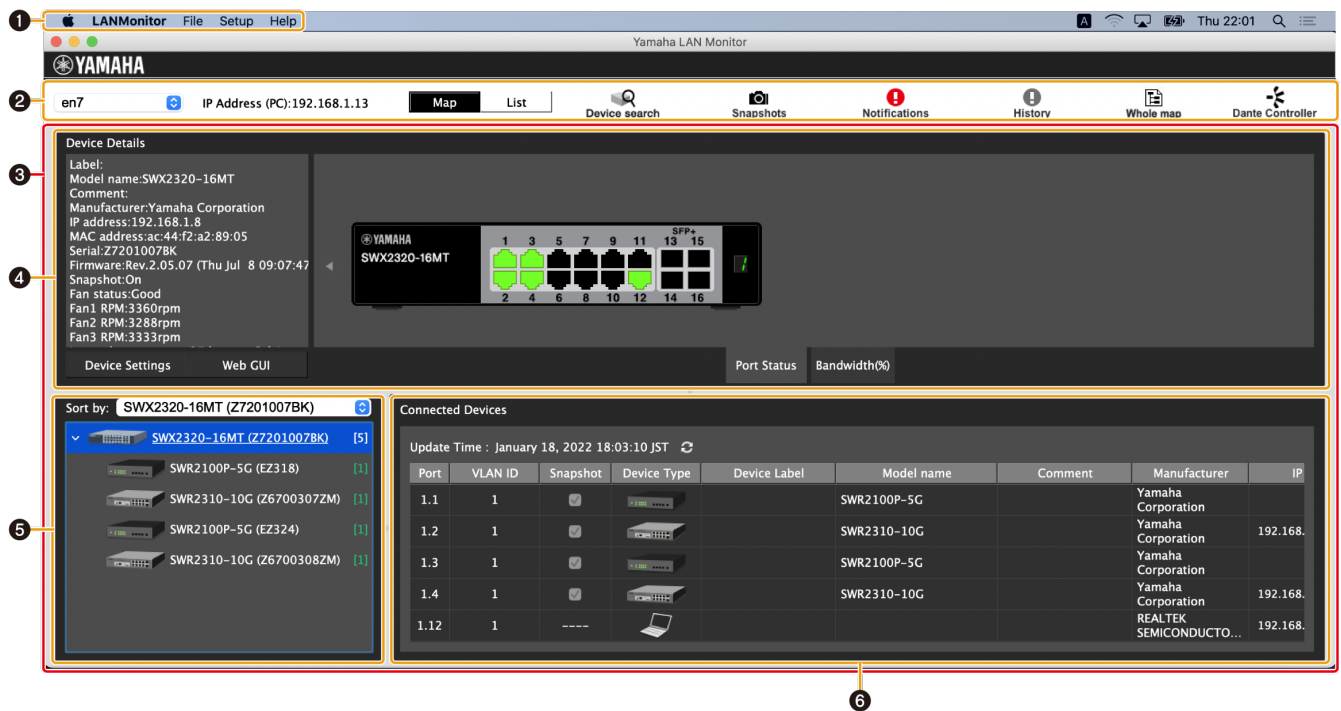 ❶
LANMonitor File Setup Help
A Thu 22:01
Yamaha LAN Monitor
YAMAHA
❷
en7 IP Address (PC):192.168.1.13 Map List Device search Snapshots Notifications History Whole map Dante Controller
❸
❹
Device Details
Label:
Model name:SWX2320-16MT
Comment:
Manufacturer:Yamaha Corporation
IP address:192.168.1.8
MAC address:ac:44:f2:a2:89:05
Serial:Z7201007BK
Firmware:Rev.2.05.07 (Thu Jul 8 09:07:47
Snapshot:On
Fan status:Good
Fan1 RPM:3360rpm
Fan2 RPM:3288rpm
Fan3 RPM:3333rpm
Device Settings Web GUI
YAMAHA
SWX2320-16MT
SFP+
1 3 5 7 9 11 13 15
2 4 6 8 10 12 14 16
Port Status Bandwidth(%)
❺
Sort by: SWX2320-16MT (Z7201007BK)
SWX2320-16MT (Z7201007BK) [5]
SWR2100P-5G (EZ318) [1]
SWR2310-10G (Z6700307ZM) [1]
SWR2100P-5G (EZ324) [1]
SWR2310-10G (Z6700308ZM) [1]
Connected Devices
Update Time : January 18, 2022 18:03:10 JST
Port VLAN ID Snapshot Device Type Device Label Model name Comment Manufacturer IP
1.1 1 SWR2100P-5G Yamaha
Corporation
1.2 1 SWR2310-10G Yamaha
Corporation 192.168.
1.3 1 SWR2100P-5G Yamaha
Corporation
1.4 1 SWR2310-10G Yamaha
Corporation 192.168.
1.12 1 ---- REALTEK
SEMICONDUCTO... 192.168.
❻